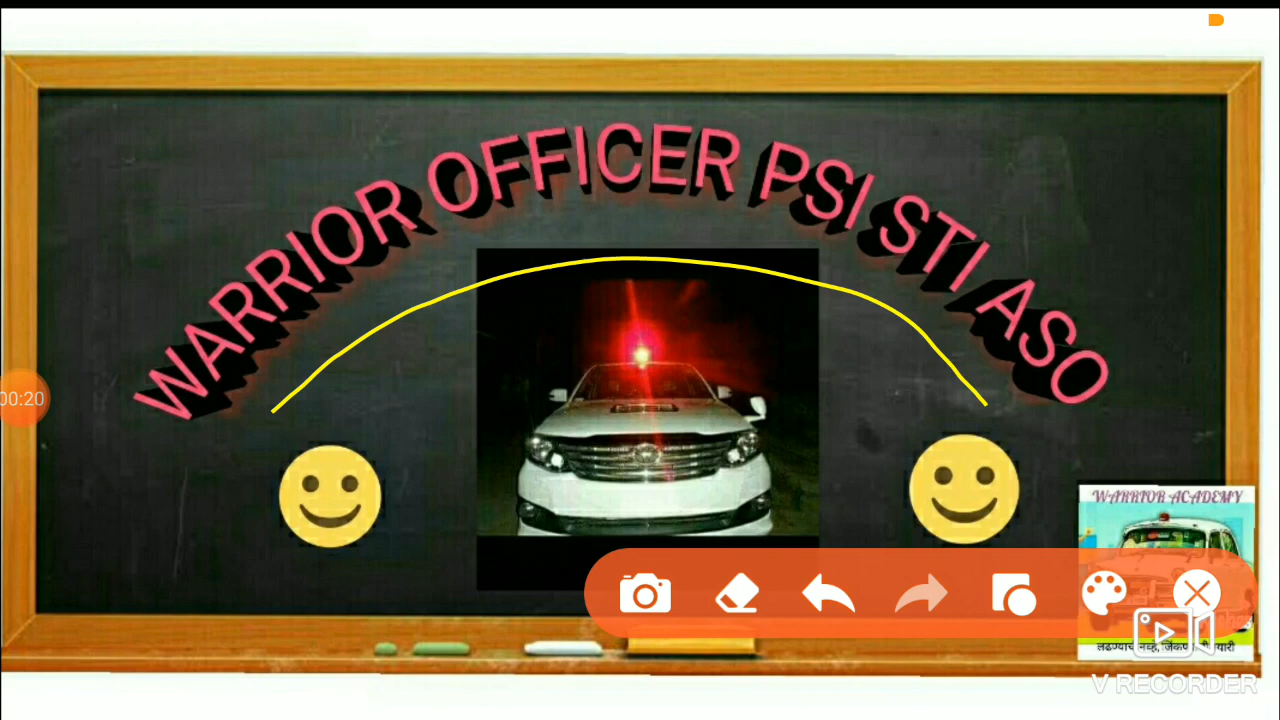 WARRIOR OFFICER PSI STI ASO
00:20
WARRIOR ACADEMY
V RECORDER